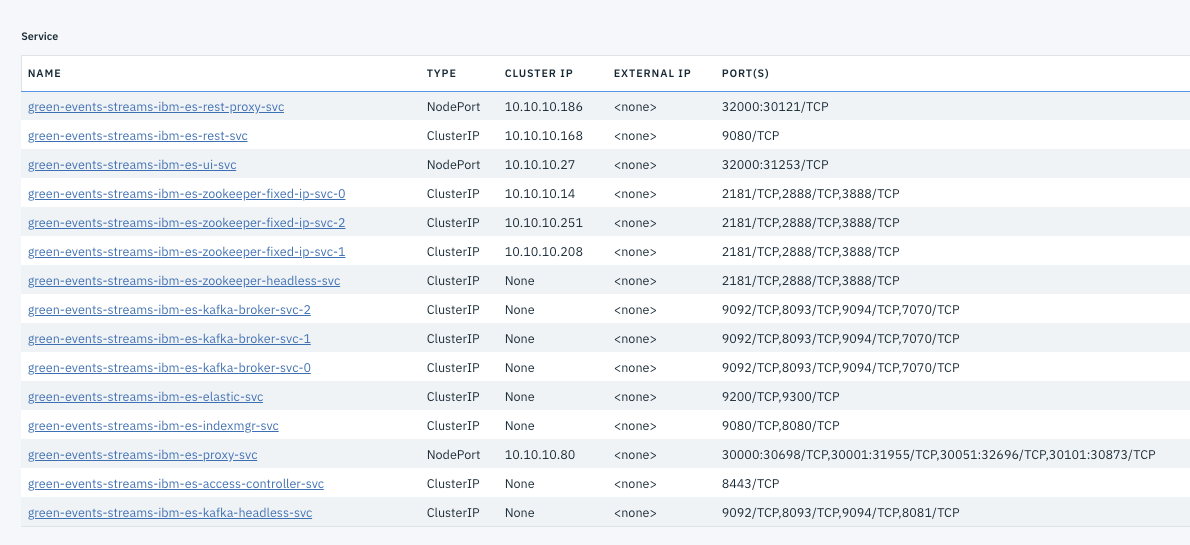 Service
NAME TYPE CLUSTER IP EXTERNAL IP PORT(S)
green-events-streams-ibm-es-rest-proxy-svc NodePort 10.10.10.186 <none> 32000:30121/TCP
green-events-streams-ibm-es-rest-svc ClusterIP 10.10.10.168 <none> 9080/TCP
green-events-streams-ibm-es-ui-svc NodePort 10.10.10.27 <none> 32000:31253/TCP
green-events-streams-ibm-es-zookeeper-fixed-ip-svc-0 ClusterIP 10.10.10.14 <none> 2181/TCP,2888/TCP,3888/TCP
green-events-streams-ibm-es-zookeeper-fixed-ip-svc-2 ClusterIP 10.10.10.251 <none> 2181/TCP,2888/TCP,3888/TCP
green-events-streams-ibm-es-zookeeper-fixed-ip-svc-1 ClusterIP 10.10.10.208 <none> 2181/TCP,2888/TCP,3888/TCP
green-events-streams-ibm-es-zookeeper-headless-svc ClusterIP None <none> 2181/TCP,2888/TCP,3888/TCP
green-events-streams-ibm-es-kafka-broker-svc-2 ClusterIP None <none> 9092/TCP,8093/TCP,9094/TCP,7070/TCP
green-events-streams-ibm-es-kafka-broker-svc-1 ClusterIP None <none> 9092/TCP,8093/TCP,9094/TCP,7070/TCP
green-events-streams-ibm-es-kafka-broker-svc-0 ClusterIP None <none> 9092/TCP,8093/TCP,9094/TCP,7070/TCP
green-events-streams-ibm-es-elastic-svc ClusterIP None <none> 9200/TCP,9300/TCP
green-events-streams-ibm-es-indexmgr-svc ClusterIP None <none> 9080/TCP,8080/TCP
green-events-streams-ibm-es-proxy-svc NodePort 10.10.10.80 <none> 30000:30698/TCP,30001:31955/TCP,30051:32696/TCP,30101:30873/TCP
green-events-streams-ibm-es-access-controller-svc ClusterIP None <none> 8443/TCP
green-events-streams-ibm-es-kafka-headless-svc ClusterIP None <none> 9092/TCP,8093/TCP,9094/TCP,8081/TCP